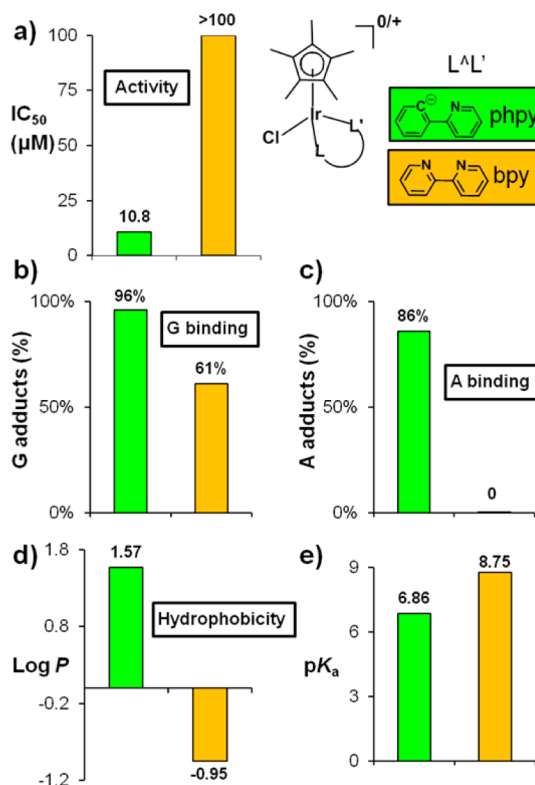 a)
>100
100
75
50
25
0
Activity
IC50
(µM)
10.8
0/+
Ir
Cl
L'
L
L^L'
C
⊖
N
phpy
N
N
bpy
b)
100%
50%
0%
G adducts (%)
96%
61%
G binding
c)
100%
50%
0%
A adducts (%)
86%
0
A binding
d)
1.8
0.8
-0.2
-1.2
Log P
1.57
-0.95
Hydrophobicity
e)
9
6
3
0
pKa
6.86
8.75